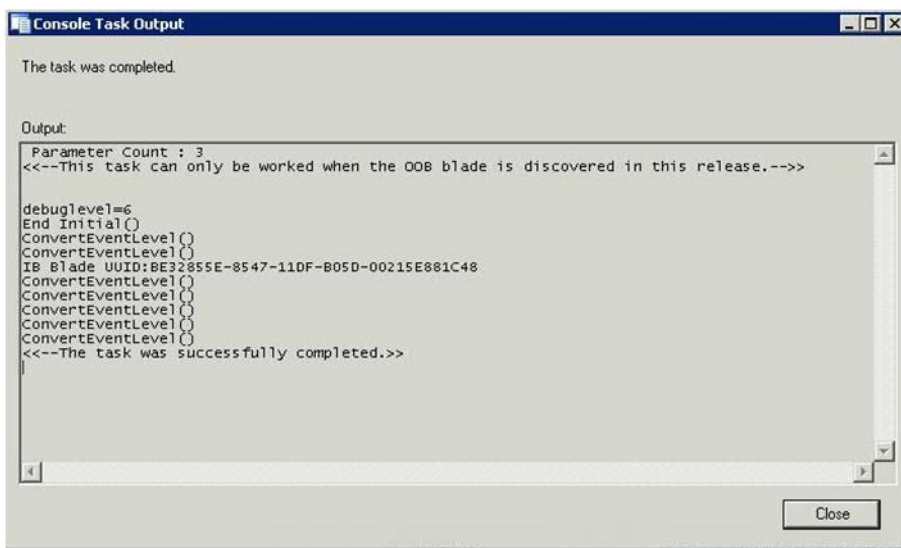 Console Task Output
The task was completed.
Output:
Parameter Count : 3
<<--This task can only be worked when the OOB blade is discovered in this release.-->>
debuglevel=6
End Initial()
ConvertEventLevel()
ConvertEventLevel()
IB Blade UUID:BE32855E-8547-11DF-B05D-00215E881C48
ConvertEventLevel()
ConvertEventLevel()
ConvertEventLevel()
ConvertEventLevel()
ConvertEventLevel()
<<--The task was successfully completed.>>
Close